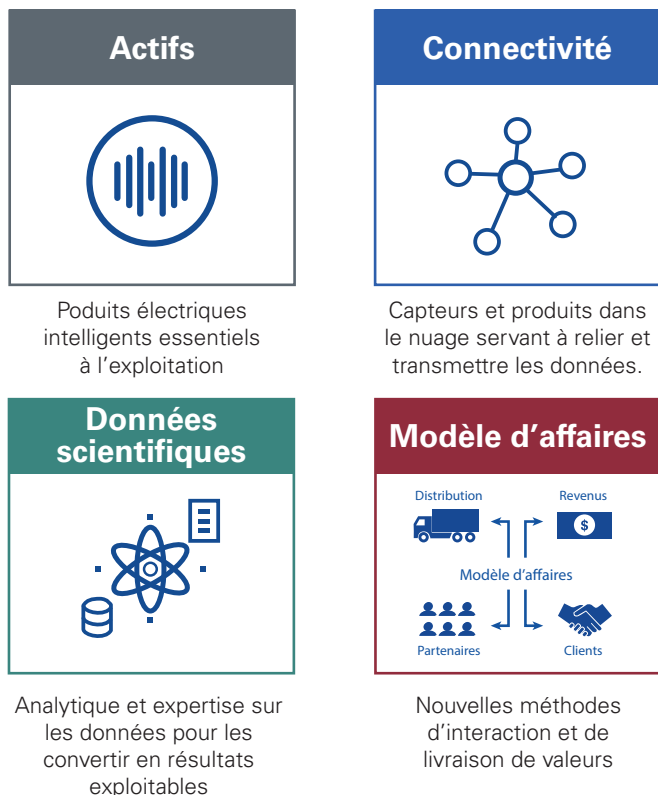 Actifs
Poduits électriques
intelligents essentiels
à l’exploitation
Connectivité
Capteurs et produits dans
le nuage servant à relier et
transmettre les données.
Données
scientifiques
Analytique et expertise sur
les données pour les
convertir en résultats
exploitables
Modèle d’affaires
Distribution
Revenus
$
Modèle d’affaires
Partenaires
Clients
Nouvelles méthodes
d’interaction et de
livraison de valeurs